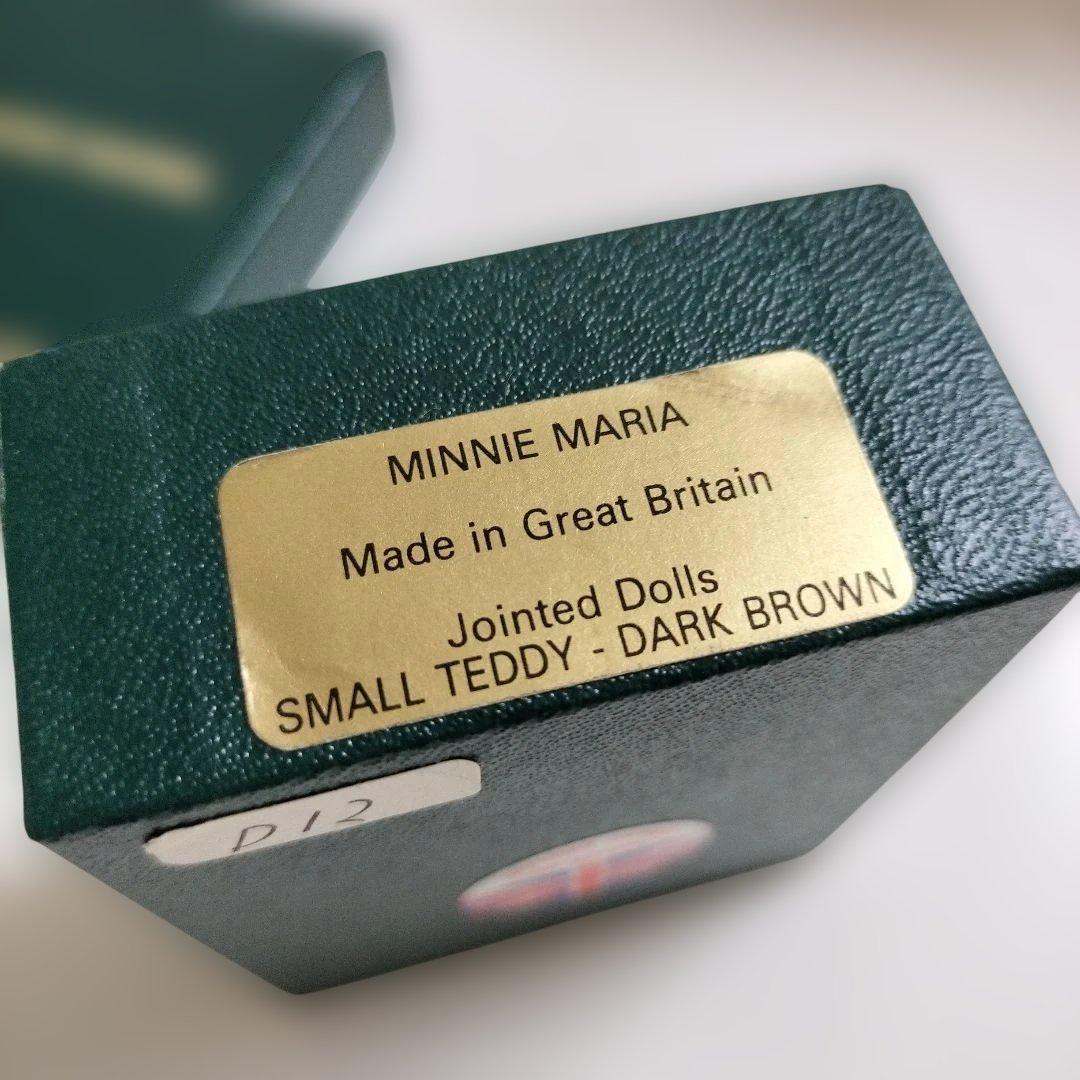 MINNIE MARIA
Made in Great Britain
Jointed Dolls
SMALL TEDDY - DARK BROWN
D12